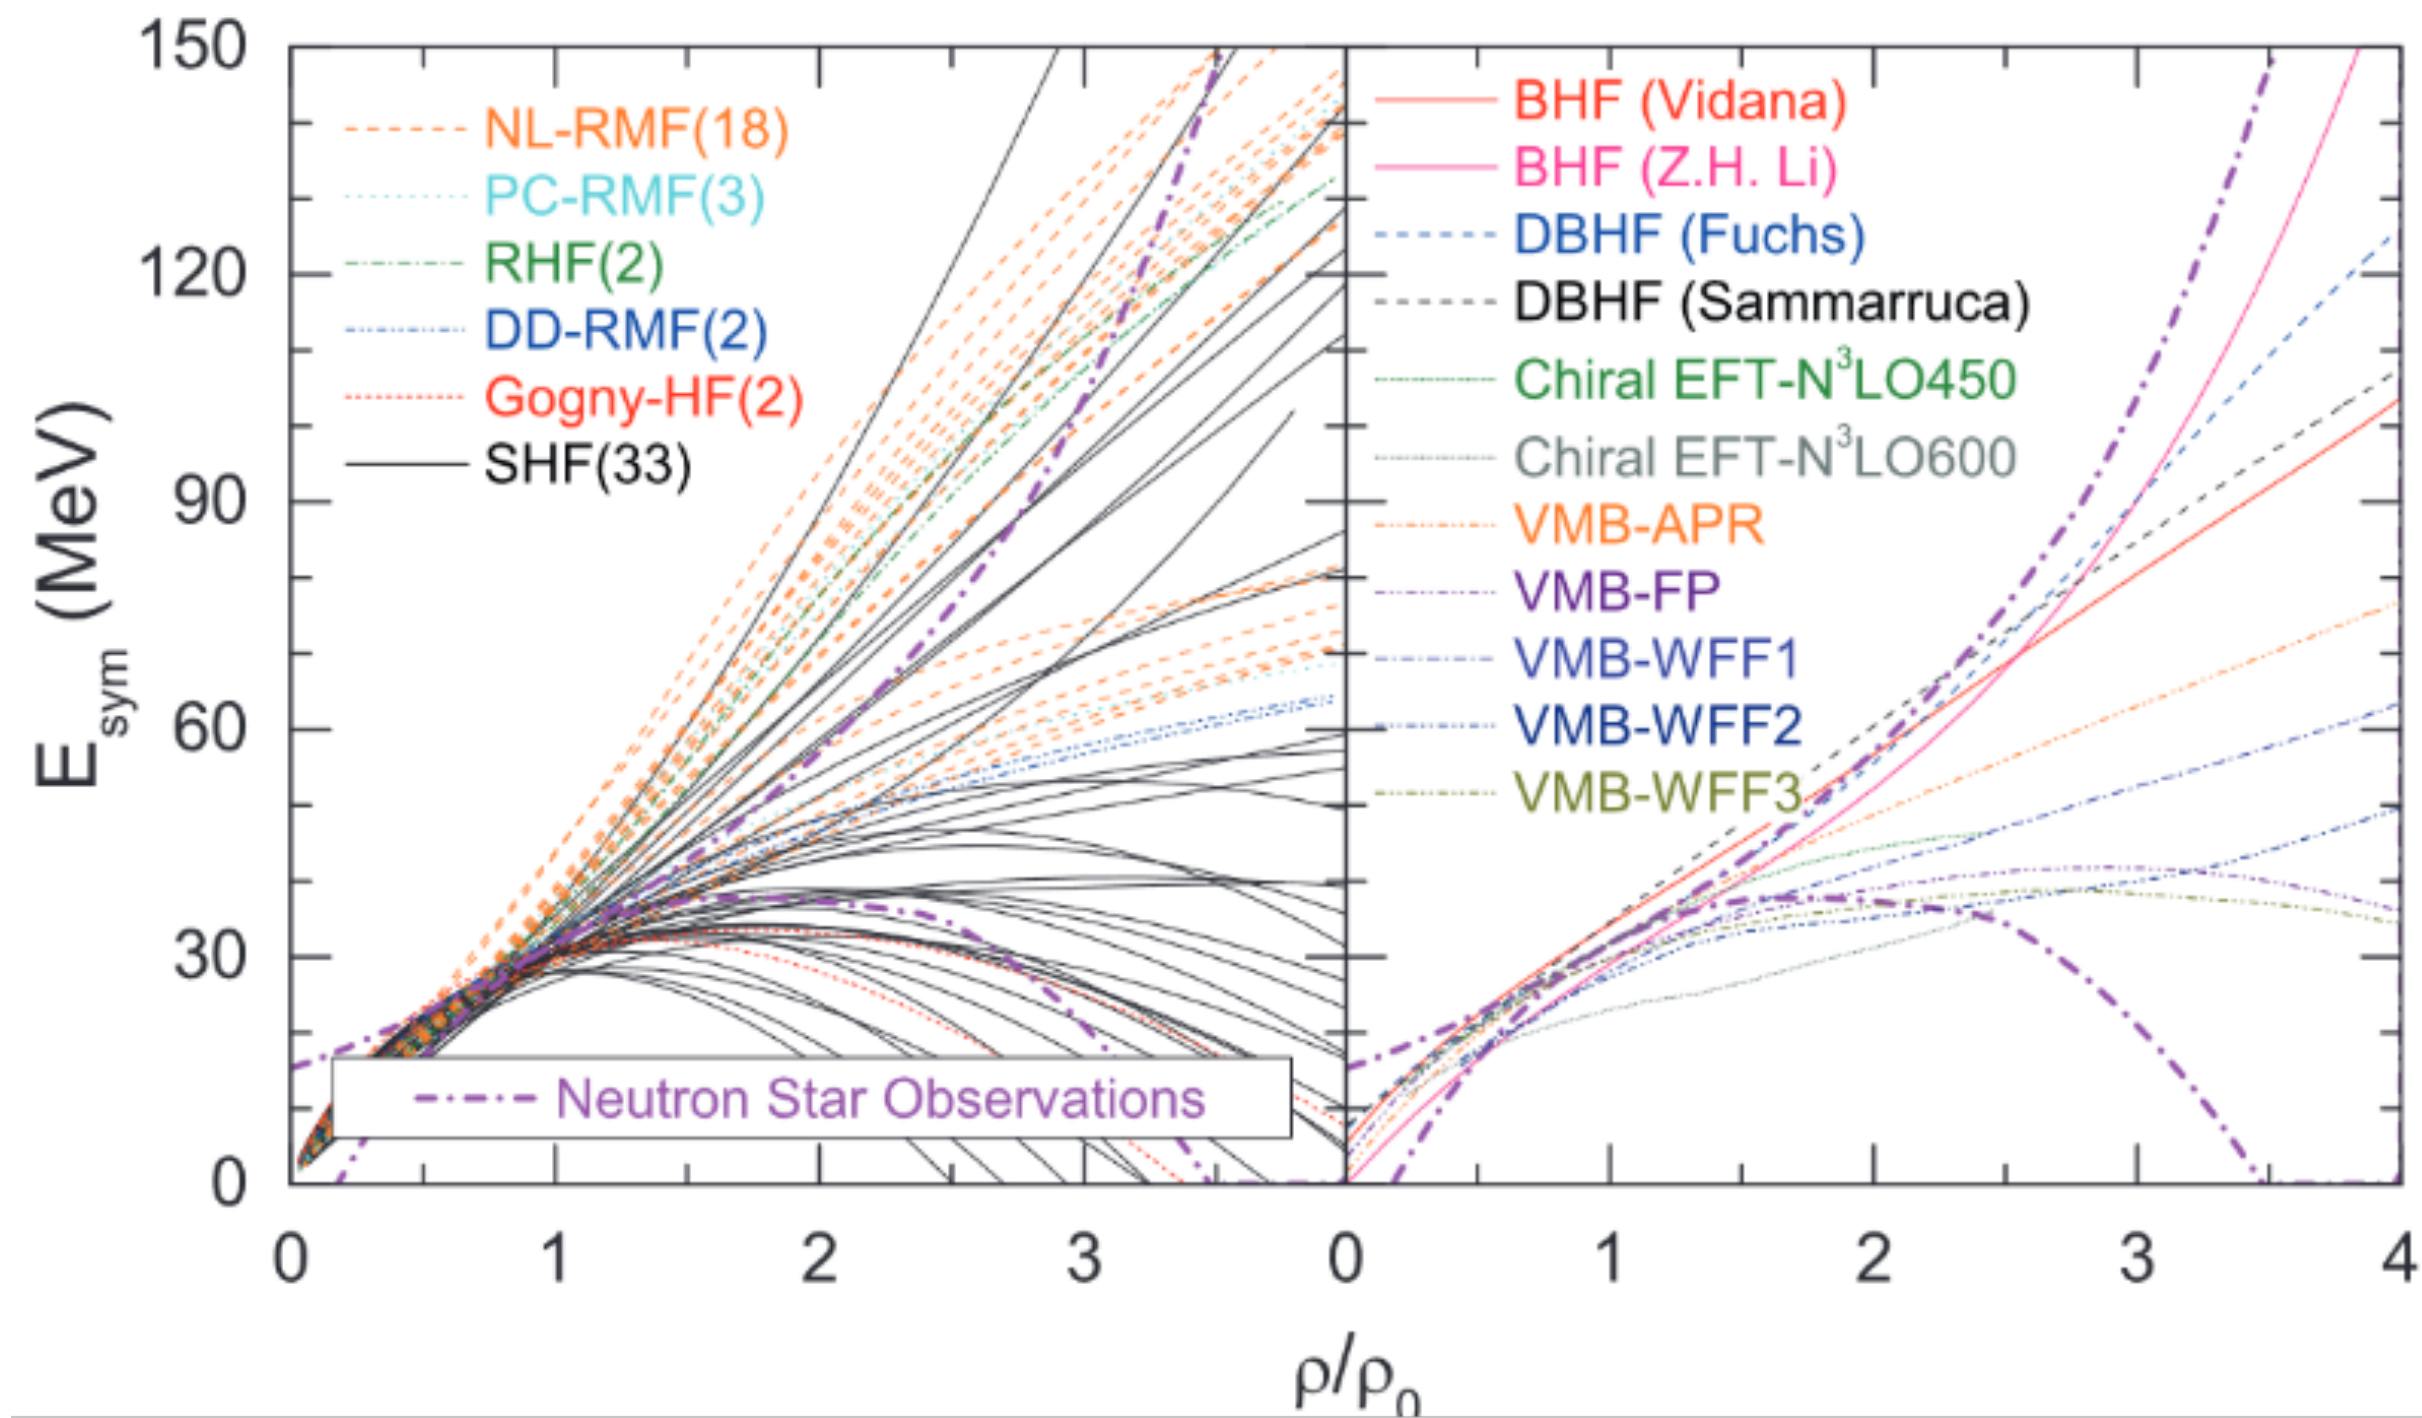 E_sym (MeV)
150
120
90
60
30
0
NL-RMF(18)
PC-RMF(3)
RHF(2)
DD-RMF(2)
Gogny-HF(2)
SHF(33)
Neutron Star Observations
BHF (Vidana)
BHF (Z.H. Li)
DBHF (Fuchs)
DBHF (Sammarruca)
Chiral EFT-N³LO450
Chiral EFT-N³LO600
VMB-APR
VMB-FP
VMB-WFF1
VMB-WFF2
VMB-WFF3
0 1 2 3 0 1 2 3 4
ρ/ρ₀